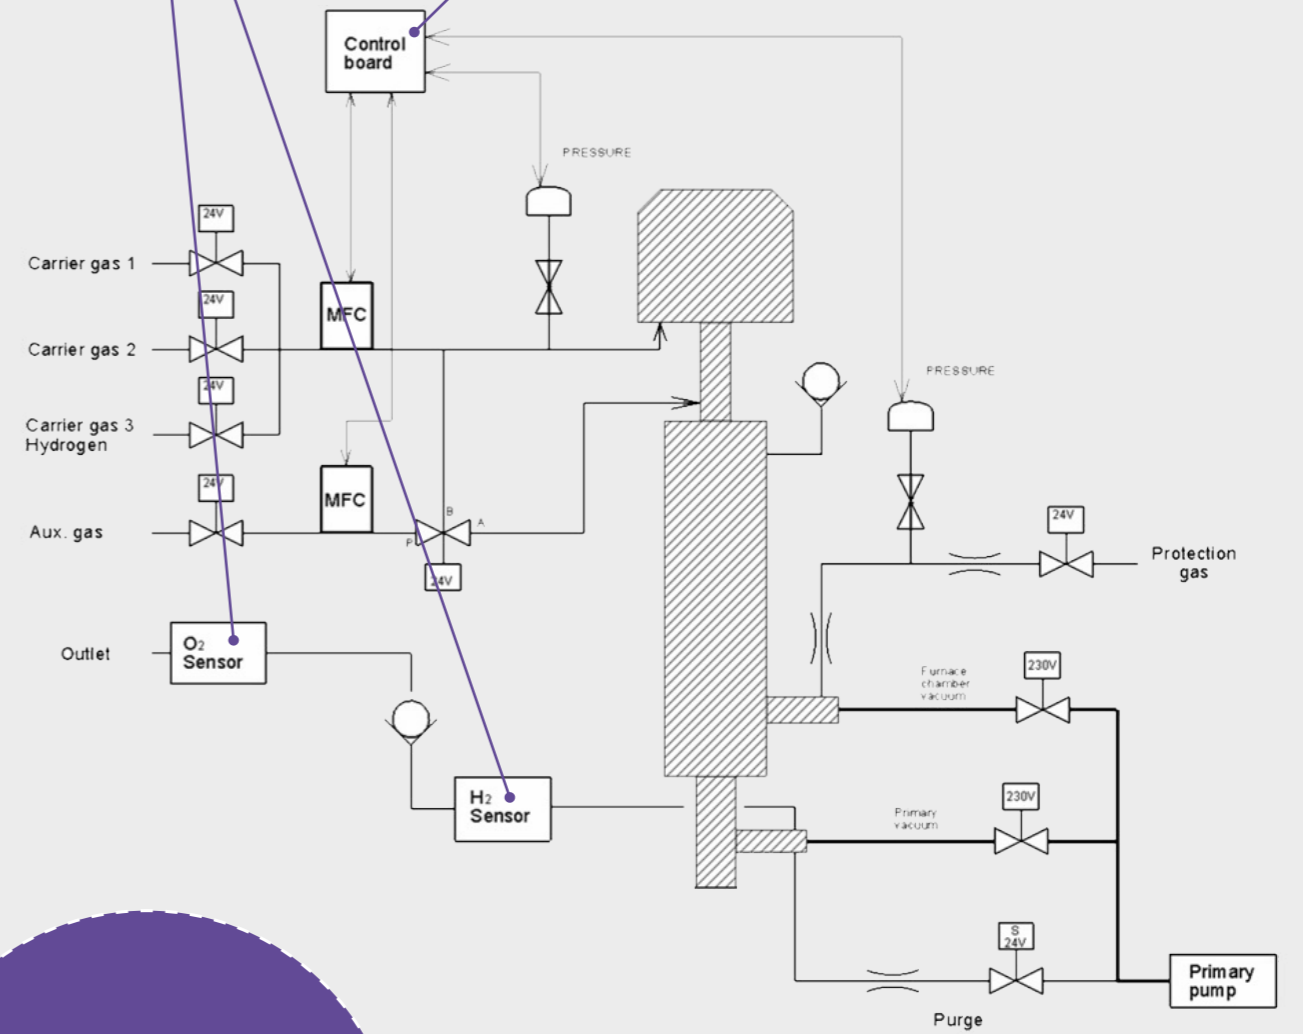 Control
board
PRESSURE
24V
Carrier gas 1
24V
MFC
Carrier gas 2
PRESSURE
24V
Carrier gas 3
Hydrogen
24V
MFC
B
A
Aux. gas
P
24V
24V
Protection
gas
O2
Sensor
Outlet
Furnace
chamber
vacuum
230V
H2
Sensor
230V
Primary
vacuum
S
24V
Primary
pump
Purge